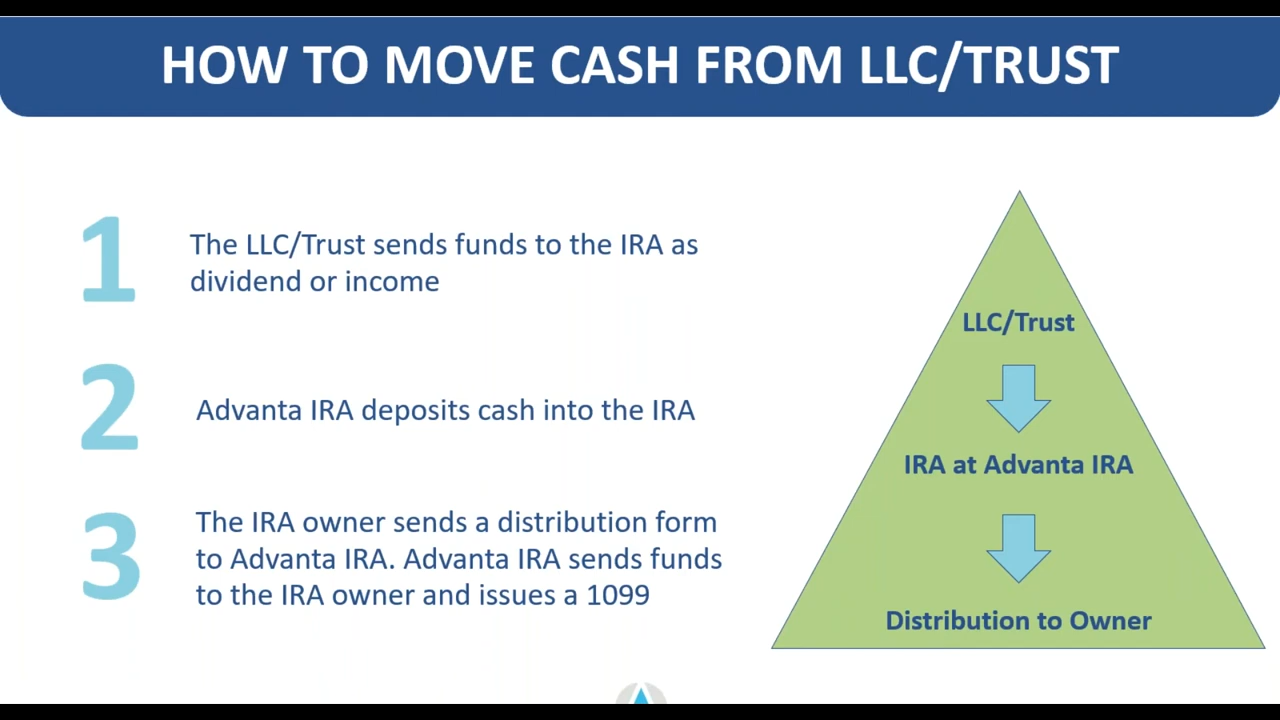 HOW TO MOVE CASH FROM LLC/TRUST
1
The LLC/Trust sends funds to the IRA as
dividend or income
2
Advanta IRA deposits cash into the IRA
3
The IRA owner sends a distribution form
to Advanta IRA. Advanta IRA sends funds
to the IRA owner and issues a 1099
LLC/Trust
IRA at Advanta IRA
Distribution to Owner